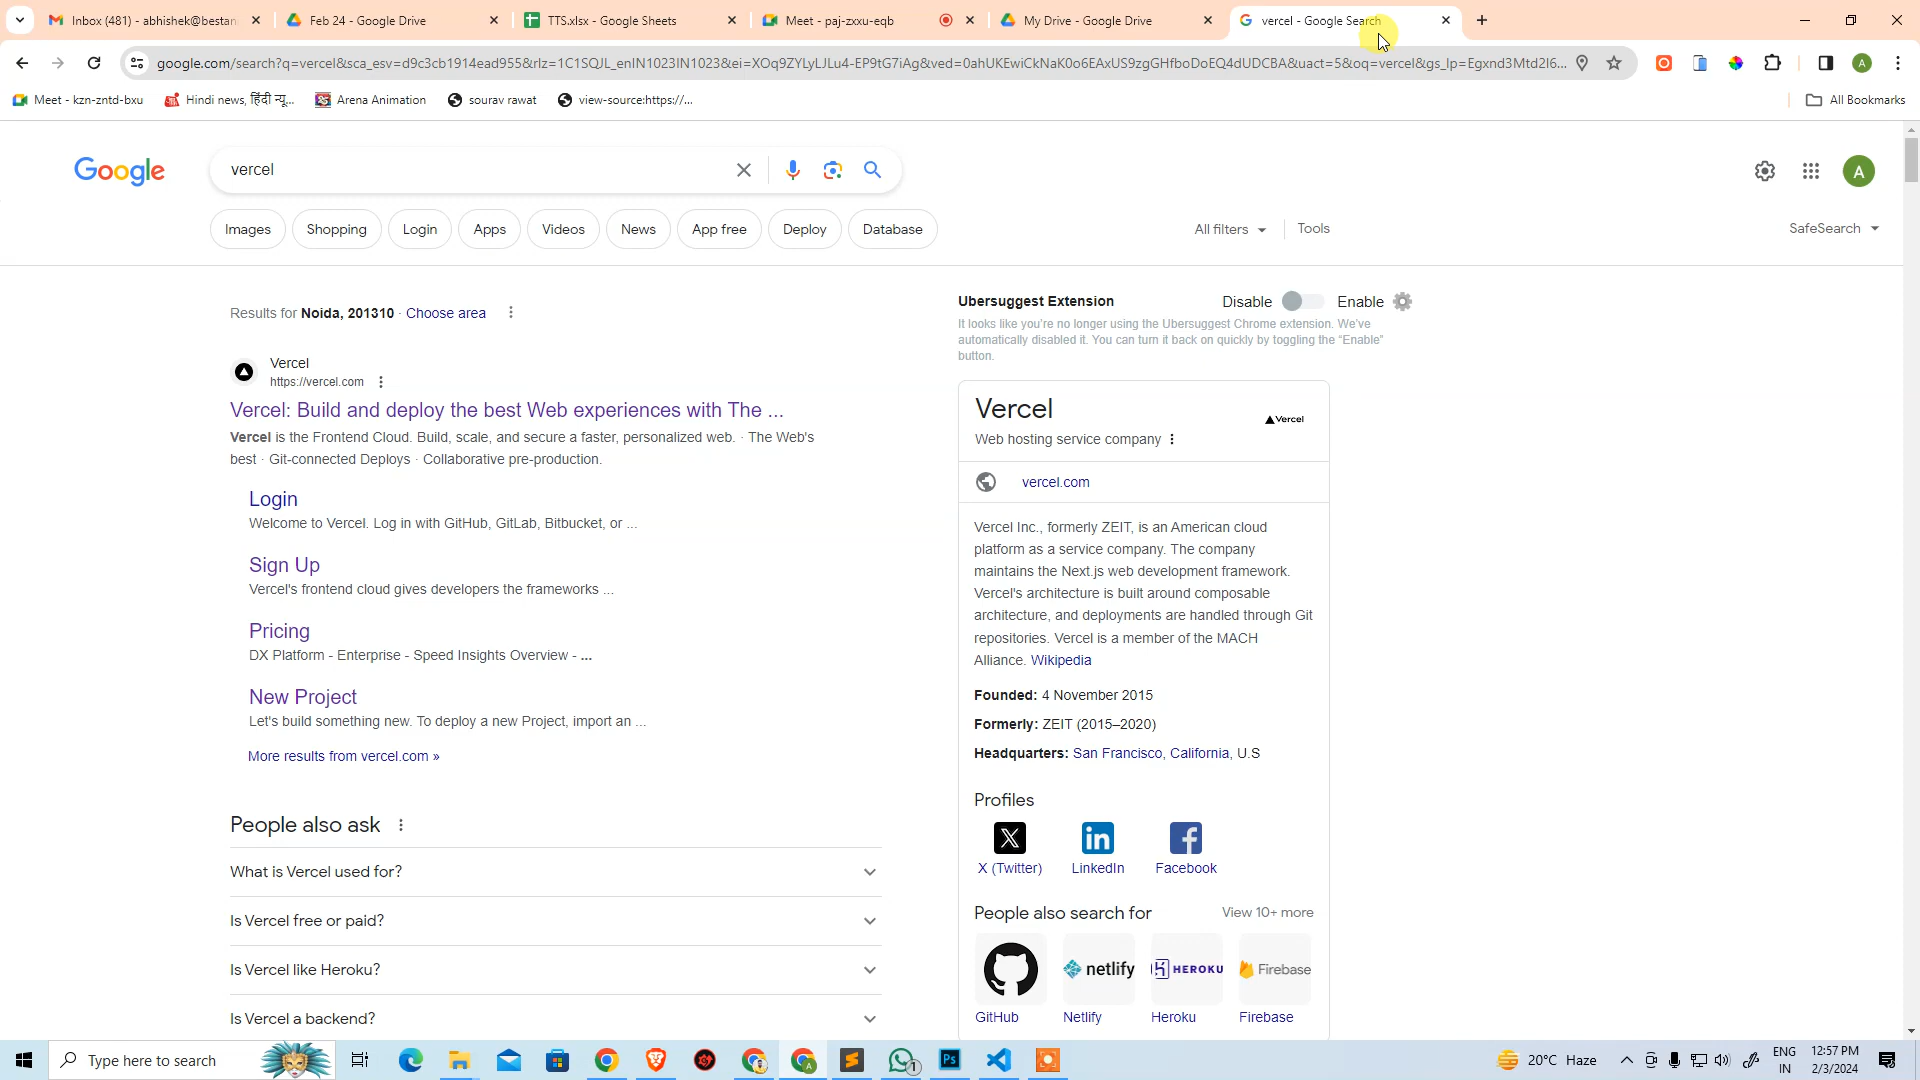 Inbox (481) - abhishek@bestan
Feb 24 - Google Drive
TTS.xlsx - Google Sheets
Meet - paj-zxxu-eqb
My Drive - Google Drive
vercel - Google Search
google.com/search?q=vercel&sca_esv=d9c3cb1914ead955&rlz=1C1SQJL_enIN1023IN1023&ei=XOq9ZYLyLJLu4-EP9tG7iAg&ved=0ahUKEwiCkNaK0o6EAxUS9zgGHfboDoEQ4dUDCBA&uact=5&oq=vercel&gs_lp=Egxnd3Mtd2l6...
Meet - kzn-zntd-bxu
Hindi news, हिंदी न्यू...
Arena Animation
sourav rawat
view-source:https://...
All Bookmarks
Google
vercel
A
Images
Shopping
Login
Apps
Videos
News
App free
Deploy
Database
All filters
Tools
SafeSearch
Results for Noida, 201310 · Choose area
Vercel
https://vercel.com
Vercel: Build and deploy the best Web experiences with The ...
Vercel is the Frontend Cloud. Build, scale, and secure a faster, personalized web. · The Web's
best · Git-connected Deploys · Collaborative pre-production.
Login
Welcome to Vercel. Log in with GitHub, GitLab, Bitbucket, or ...
Sign Up
Vercel's frontend cloud gives developers the frameworks ...
Pricing
DX Platform - Enterprise - Speed Insights Overview - ...
New Project
Let's build something new. To deploy a new Project, import an ...
More results from vercel.com »
People also ask
What is Vercel used for?
Is Vercel free or paid?
Is Vercel like Heroku?
Is Vercel a backend?
Ubersuggest Extension
Disable
Enable
It looks like you're no longer using the Ubersuggest Chrome extension. We've
automatically disabled it. You can turn it back on quickly by toggling the "Enable"
button.
Vercel
Vercel
Web hosting service company
vercel.com
Vercel Inc., formerly ZEIT, is an American cloud
platform as a service company. The company
maintains the Next.js web development framework.
Vercel's architecture is built around composable
architecture, and deployments are handled through Git
repositories. Vercel is a member of the MACH
Alliance. Wikipedia
Founded: 4 November 2015
Formerly: ZEIT (2015–2020)
Headquarters: San Francisco, California, U.S
Profiles
X (Twitter)
LinkedIn
Facebook
People also search for
View 10+ more
netlify
HEROKU
Firebase
GitHub
Netlify
Heroku
Firebase
Type here to search
20°C Haze
ENG
IN
12:57 PM
2/3/2024